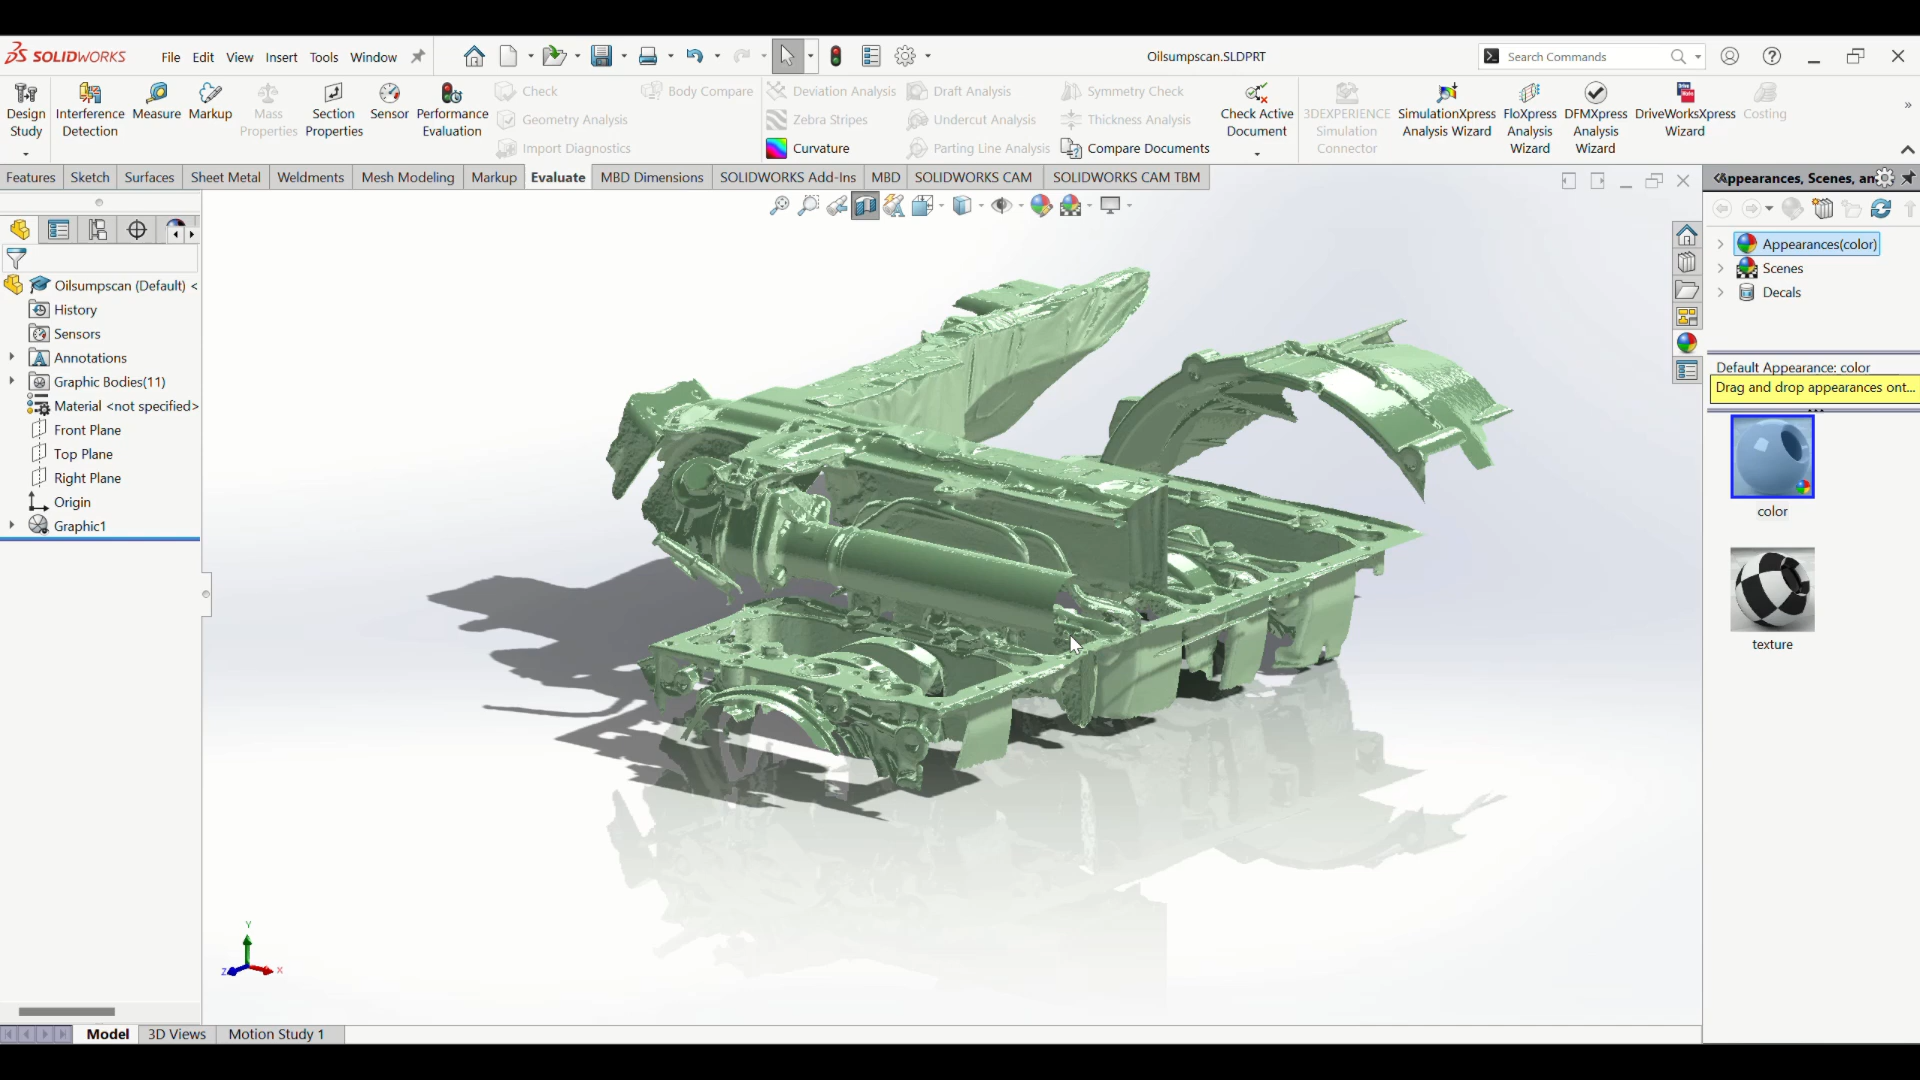 SOLIDWORKS
File Edit View Insert Tools Window
Oilsumpscan.SLDPRT
Search Commands
Design Study
Interference Detection
Measure
Markup
Mass Properties
Section Properties
Sensor
Performance Evaluation
Check
Geometry Analysis
Import Diagnostics
Body Compare
Deviation Analysis
Zebra Stripes
Curvature
Draft Analysis
Undercut Analysis
Parting Line Analysis
Symmetry Check
Thickness Analysis
Compare Documents
Check Active Document
3DEXPERIENCE Simulation Connector
SimulationXpress Analysis Wizard
FloXpress Analysis Wizard
DFMXpress Analysis Wizard
DriveWorksXpress Wizard
Costing
Features Sketch Surfaces Sheet Metal Weldments Mesh Modeling Markup Evaluate MBD Dimensions SOLIDWORKS Add-Ins MBD SOLIDWORKS CAM SOLIDWORKS CAM TBM
Oilsumpscan (Default) <
History
Sensors
Annotations
Graphic Bodies(11)
Material <not specified>
Front Plane
Top Plane
Right Plane
Origin
Graphic1
Appearances, Scenes, an
Appearances(color)
Scenes
Decals
Default Appearance: color
Drag and drop appearances ont...
color
texture
Y
Z X
Model 3D Views Motion Study 1